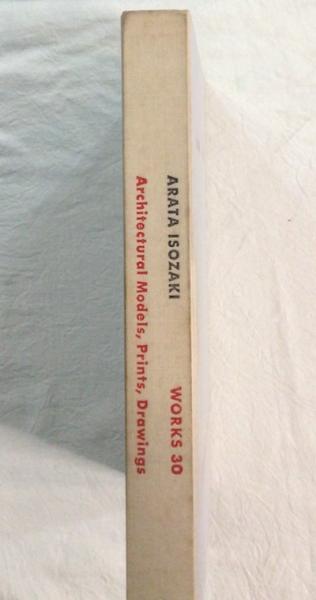 ARATA ISOZAKI WORKS 30
Architectural Models, Prints, Drawings